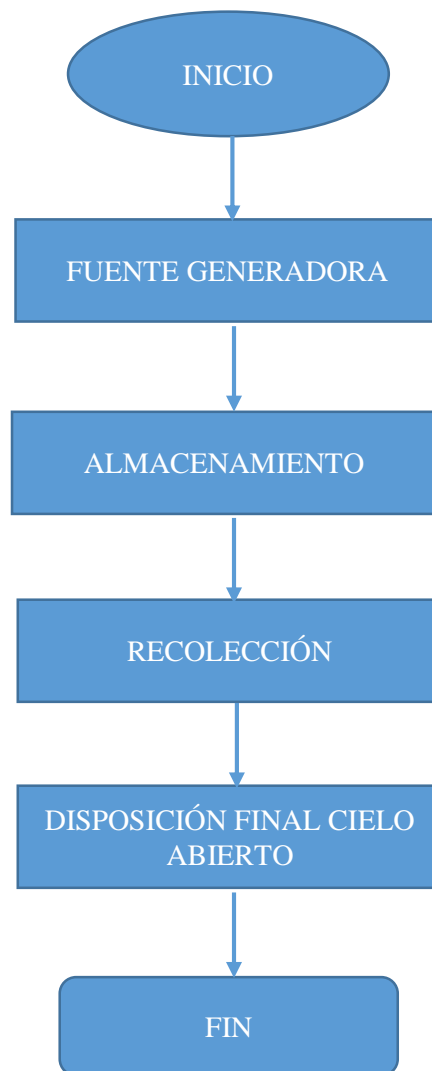 INICIO
FUENTE GENERADORA
ALMACENAMIENTO
RECOLECCIÓN
DISPOSICIÓN FINAL CIELO
ABIERTO
FIN